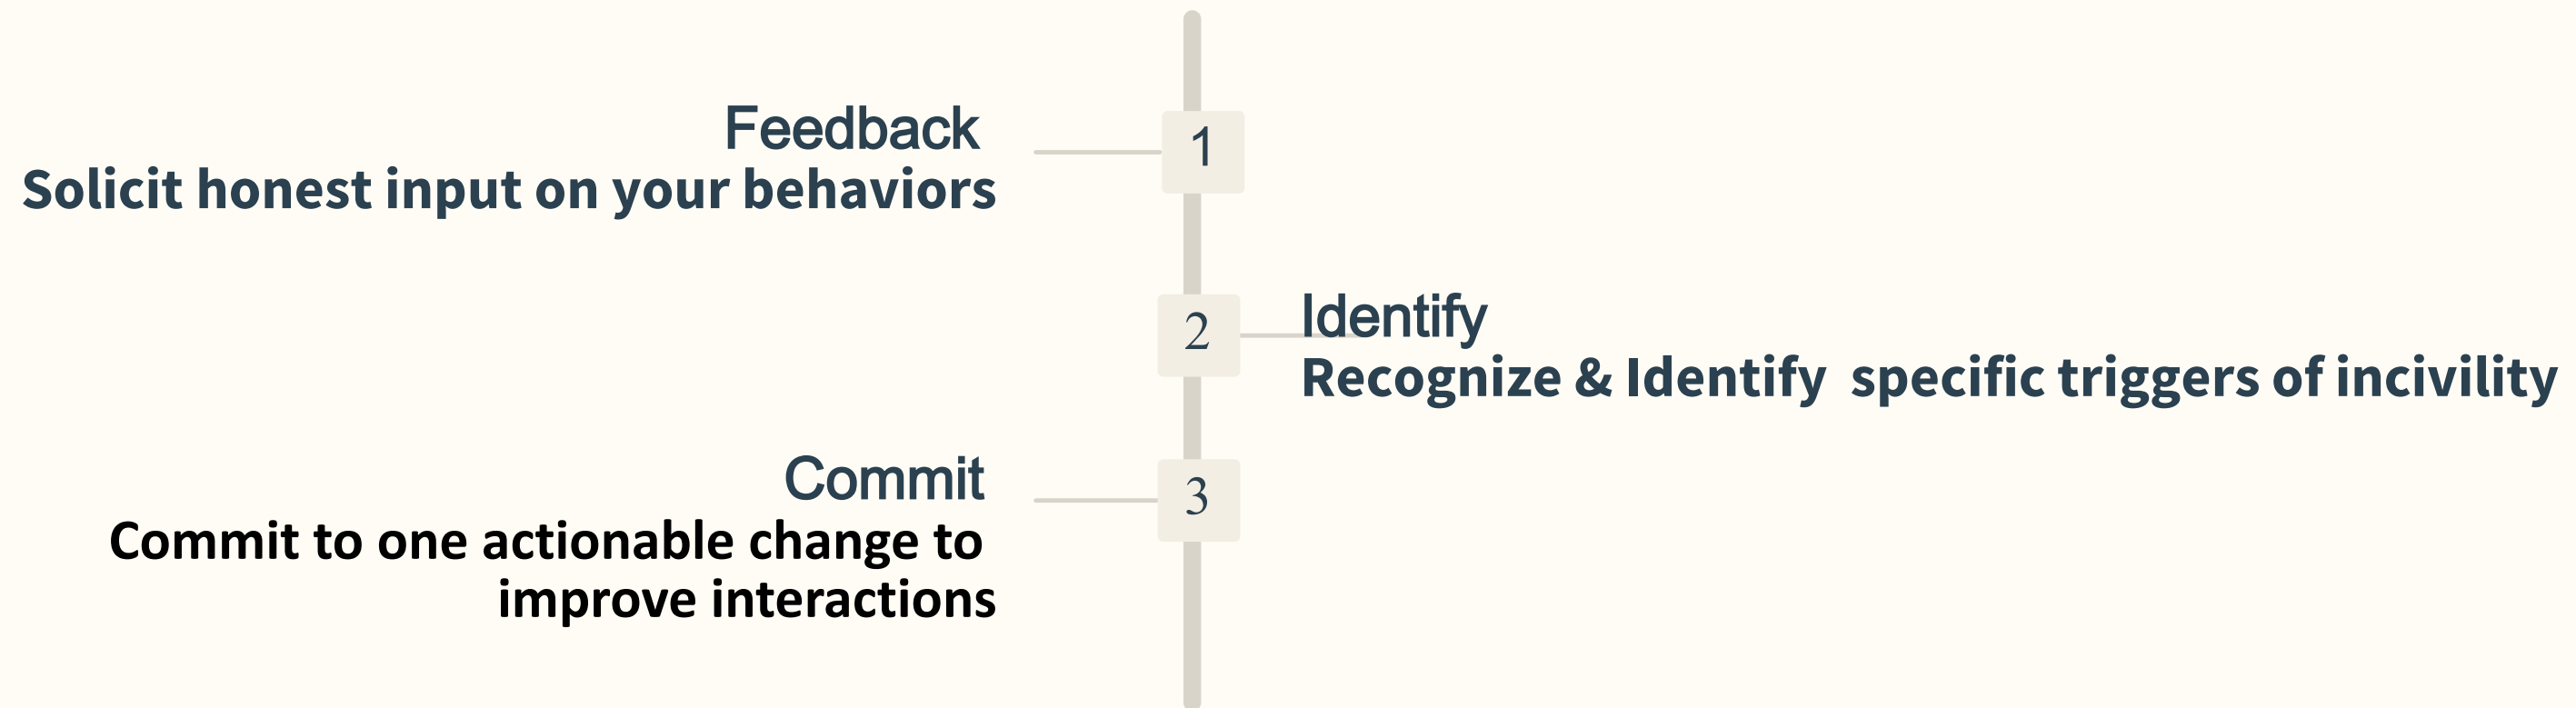 Feedback
1
Solicit honest input on your behaviors
2
Identify
Recognize & Identify  specific triggers of incivility
Commit
3
Commit to one actionable change to
improve interactions